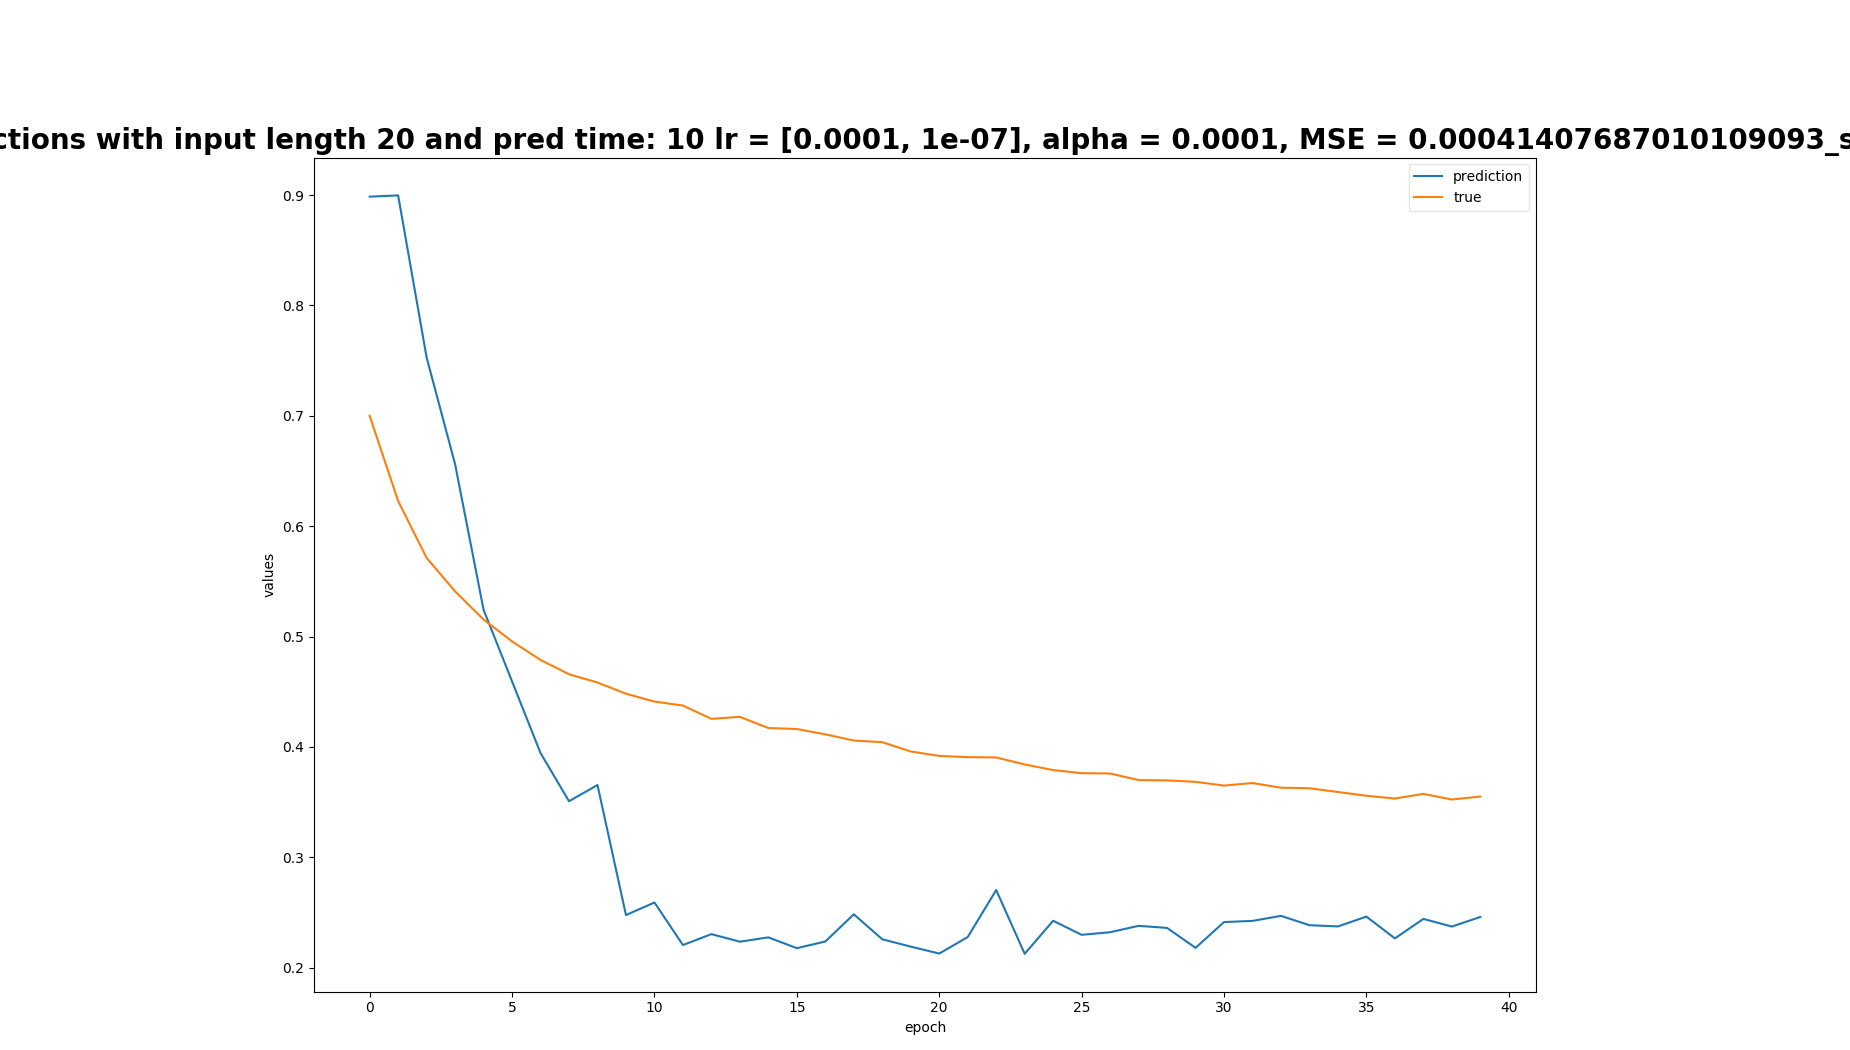 ctions with input length 20 and pred time: 10 lr = [0.0001, 1e-07], alpha = 0.0001, MSE = 0.00041407687010109093_s
prediction
true
0.9
0.8
0.7
0.6
0.5
0.4
0.3
0.2
values
0 5 10 15 20 25 30 35 40
epoch